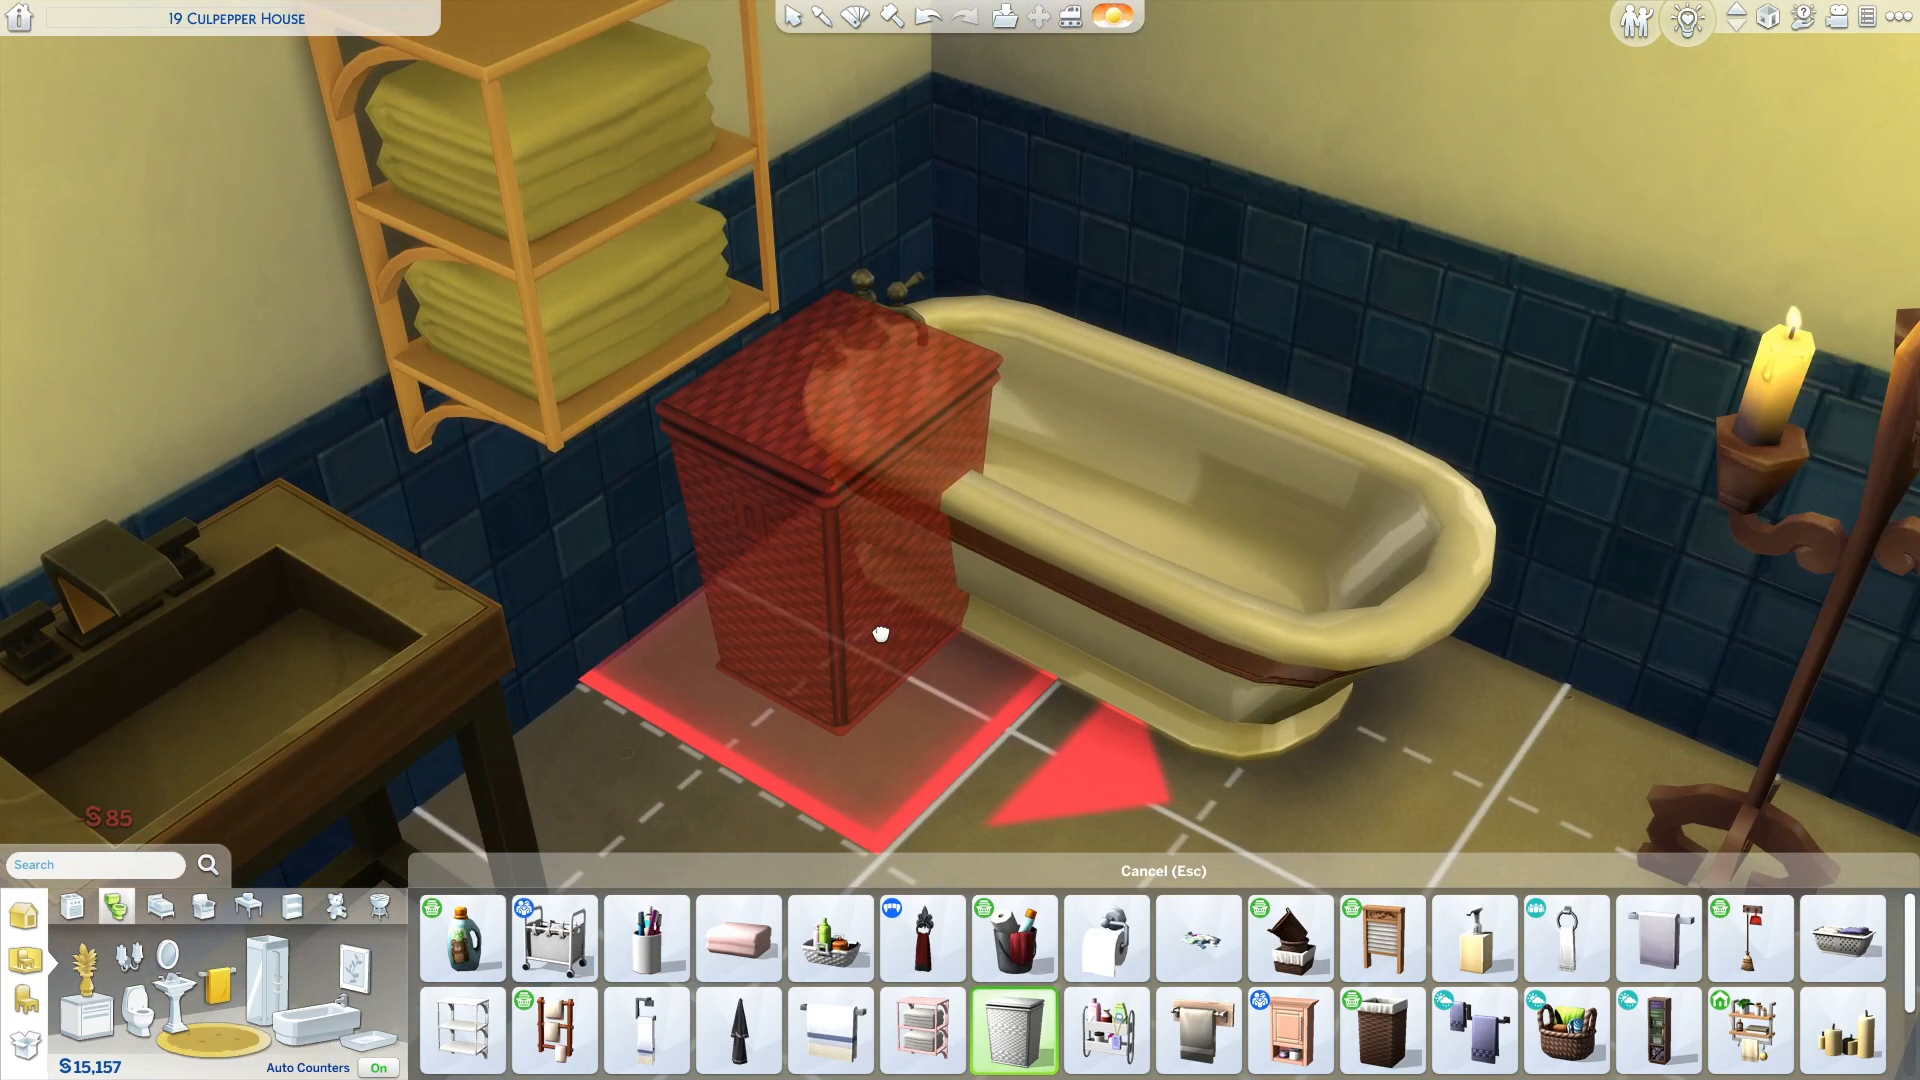 19 Culpepper House
-§85
Search
Cancel (Esc)
§15,157
Auto Counters
On